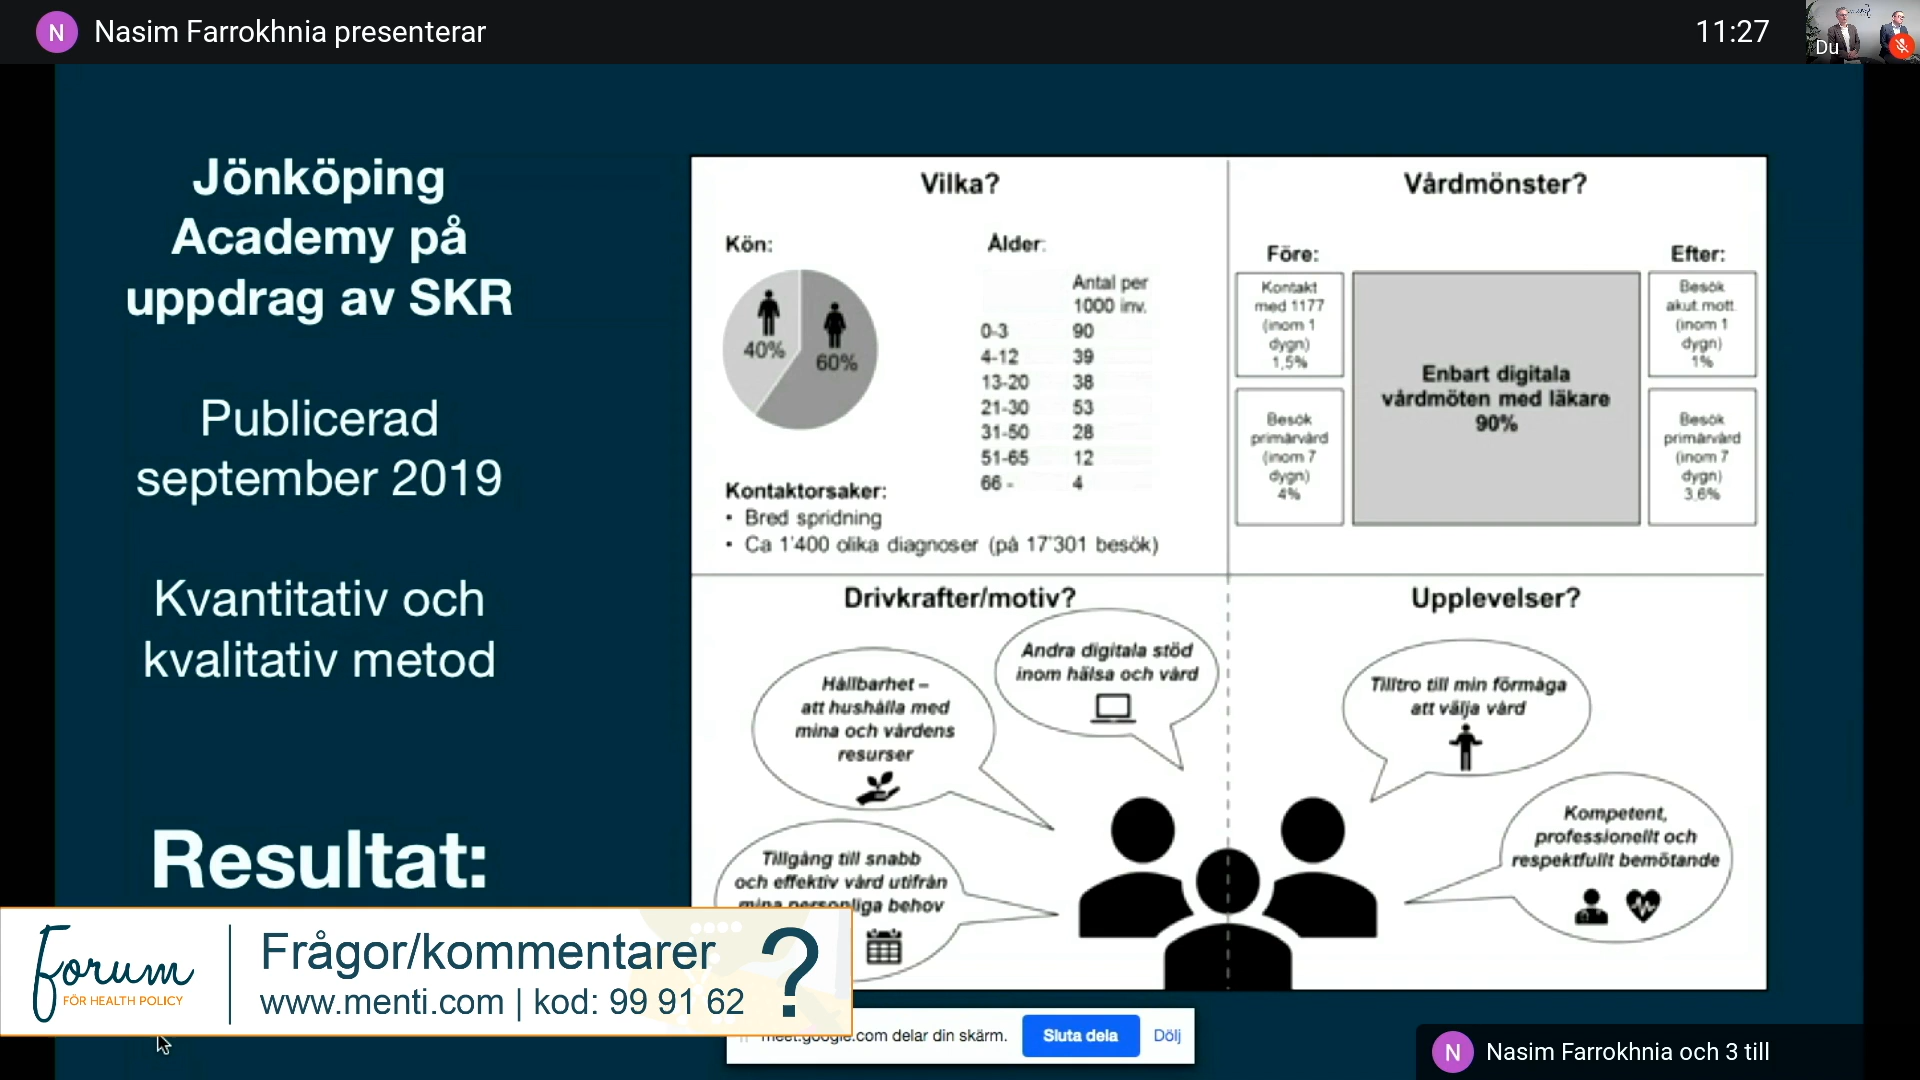 N Nasim Farrokhnia presenterar
11:27
Du
Jönköping
Academy på
uppdrag av SKR
Publicerad
september 2019
Kvantitativ och
kvalitativ metod
Resultat:
Vilka?
Kön:
40%
60%
Ålder:
Antal per
1000 inv.
0-3 90
4-12 39
13-20 38
21-30 53
31-50 28
51-65 12
66 - 4
Kontaktorsaker:
• Bred spridning
• Ca 1'400 olika diagnoser (på 17'301 besök)
Vårdmönster?
Före:
Kontakt
med 1177
(inom 1
dygn)
1,5%
Besök
primärvård
(inom 7
dygn)
4%
Enbart digitala
vårdmöten med läkare
90%
Efter:
Besök
akut mott.
(inom 1
dygn)
1%
Besök
primärvård
(inom 7
dygn)
3,6%
Drivkrafter/motiv?
Hållbarhet –
att hushålla med
mina och vårdens
resurser
Andra digitala stöd
inom hälsa och vård
Tillgång till snabb
och effektiv vård utifrån
mina personliga behov
Upplevelser?
Tilltro till min förmåga
att välja vård
Kompetent,
professionellt och
respektfullt bemötande
Forum
FÖR HEALTH POLICY
Frågor/kommentarer ?
www.menti.com | kod: 99 91 62
meet.google.com delar din skärm.
Sluta dela
Dölj
N Nasim Farrokhnia och 3 till